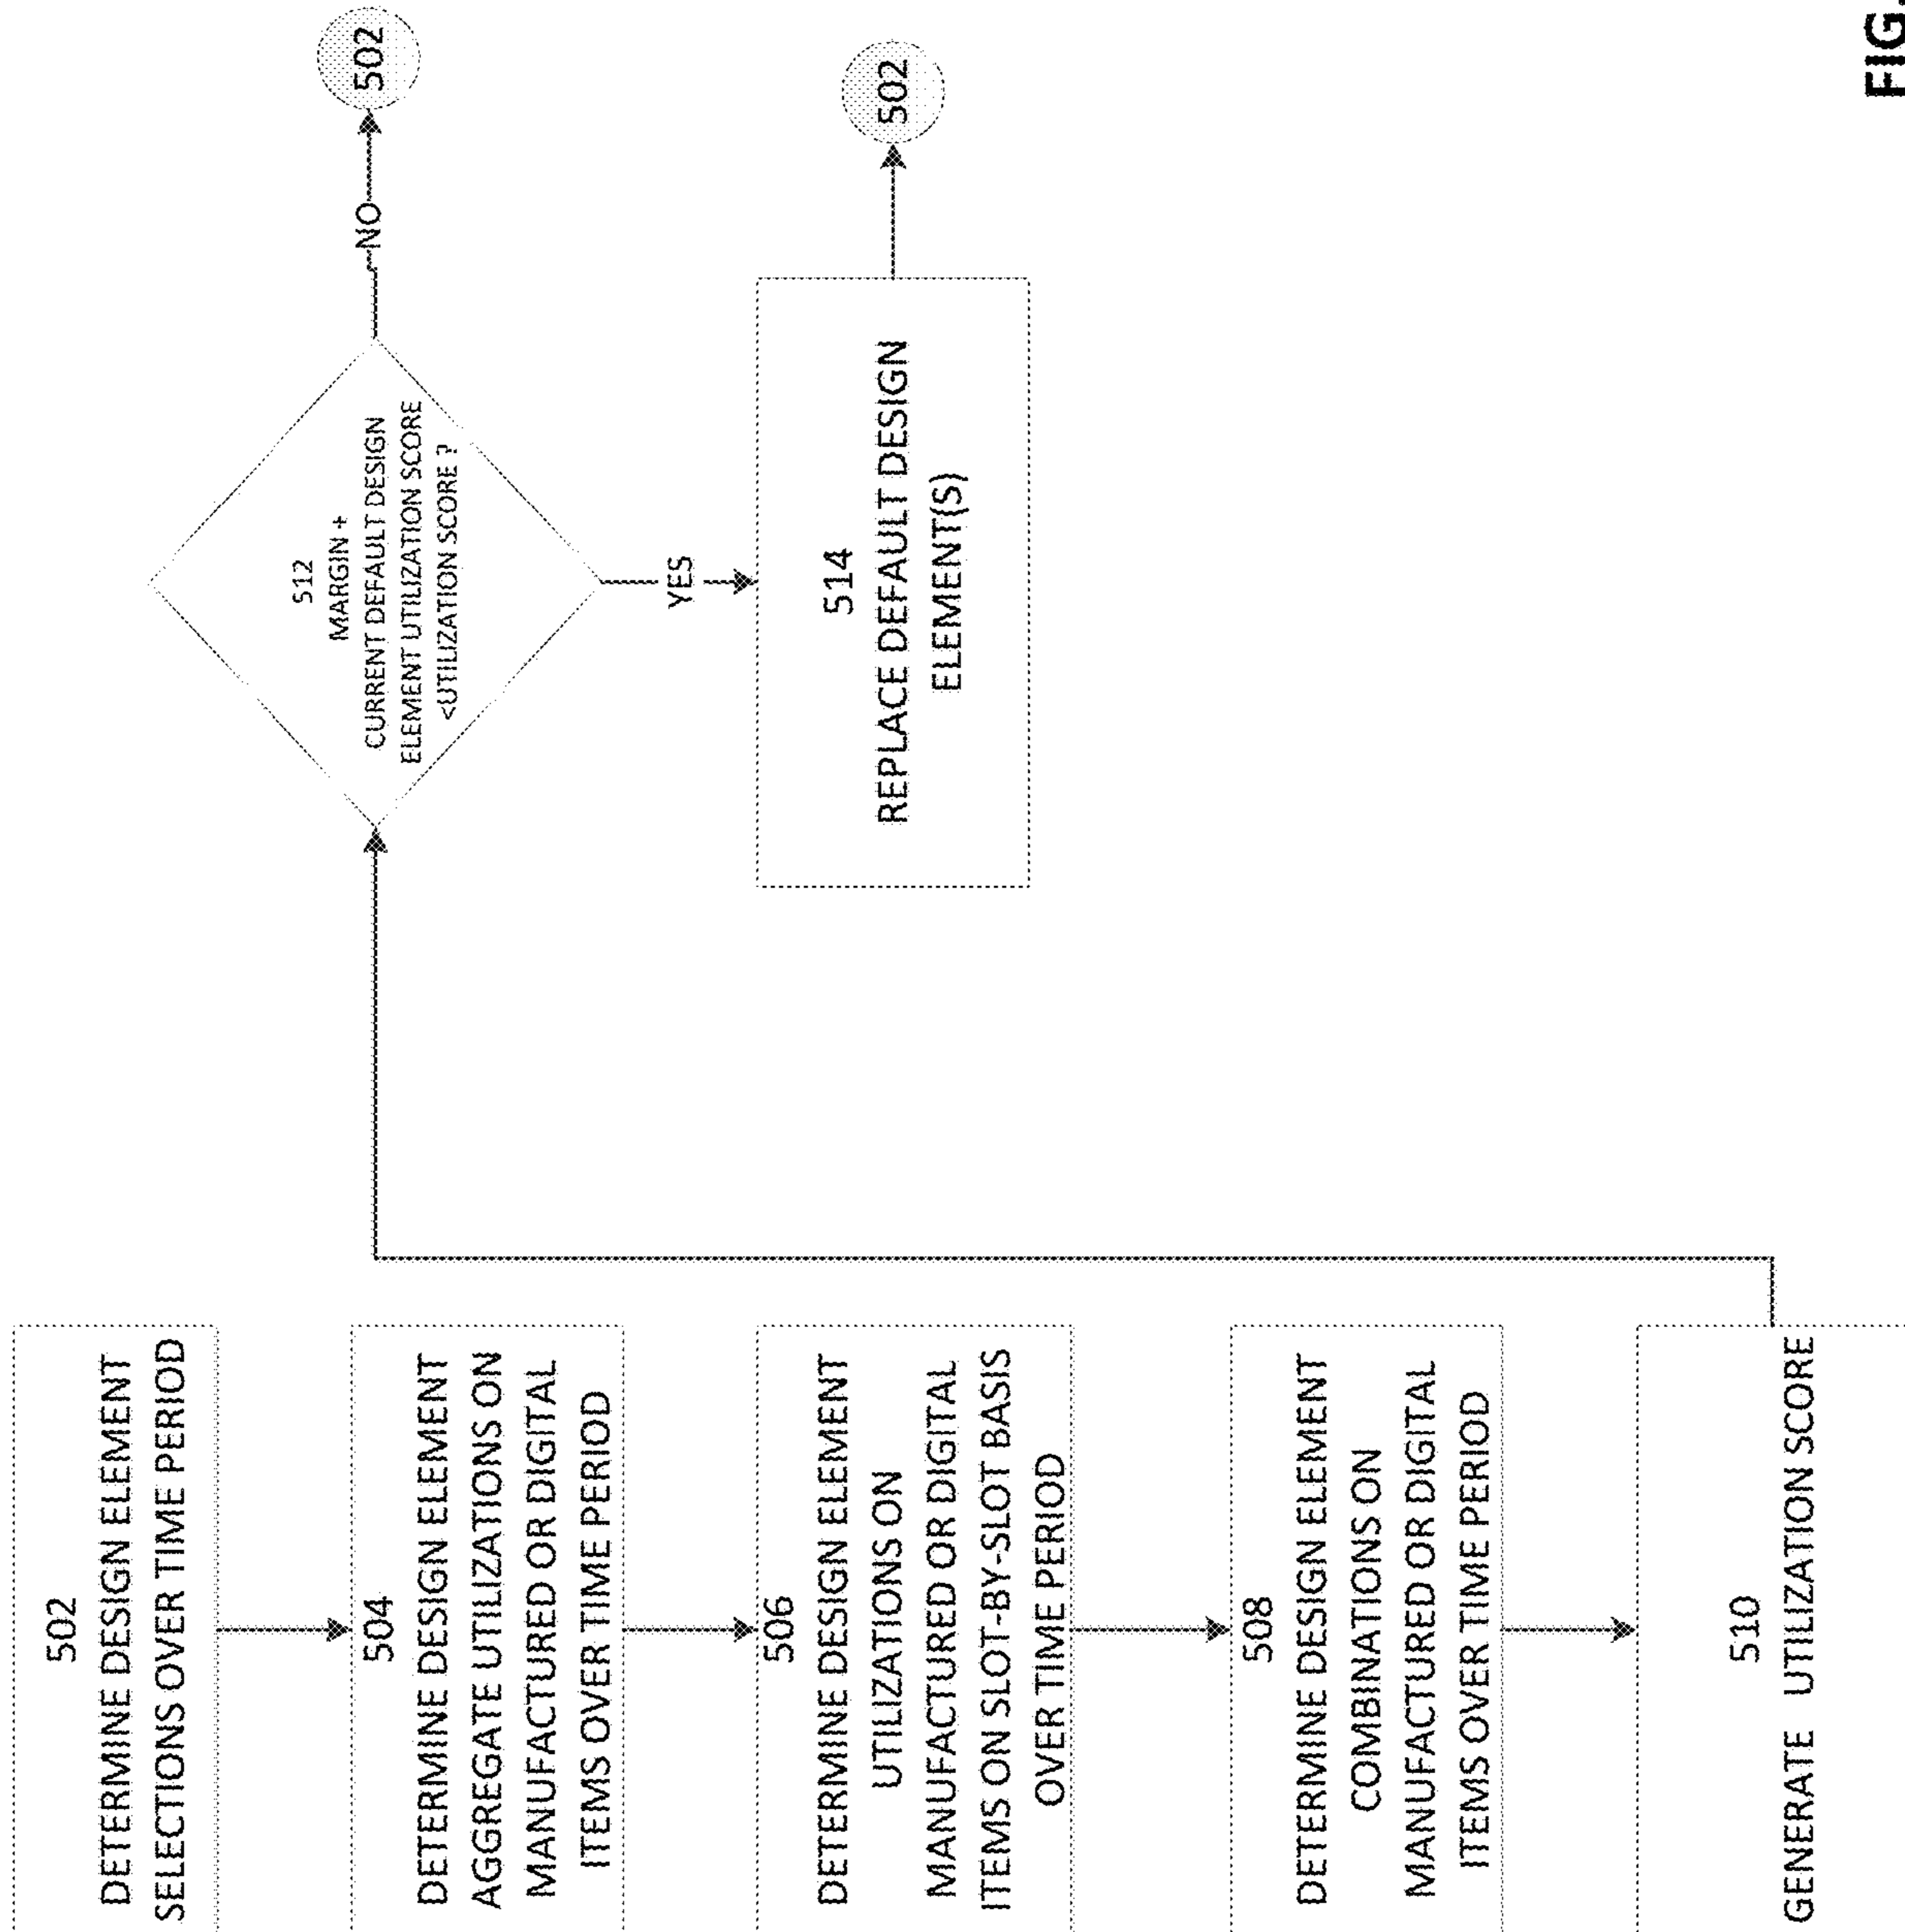 502
DETERMINE DESIGN ELEMENT
SELECTIONS OVER TIME PERIOD
504
DETERMINE DESIGN ELEMENT
AGGREGATE UTILIZATIONS ON
MANUFACTURED OR DIGITAL
ITEMS OVER TIME PERIOD
506
DETERMINE DESIGN ELEMENT
UTILIZATIONS ON
MANUFACTURED OR DIGITAL
ITEMS ON SLOT-BY-SLOT BASIS
OVER TIME PERIOD
508
DETERMINE DESIGN ELEMENT
COMBINATIONS ON
MANUFACTURED OR DIGITAL
ITEMS OVER TIME PERIOD
510
GENERATE UTILIZATION SCORE
512
MARGIN +
CURRENT DEFAULT DESIGN
ELEMENT UTILIZATION SCORE
<UTILIZATION SCORE ?
NO
502
YES
514
REPLACE DEFAULT DESIGN
ELEMENT(S)
502
FIG.